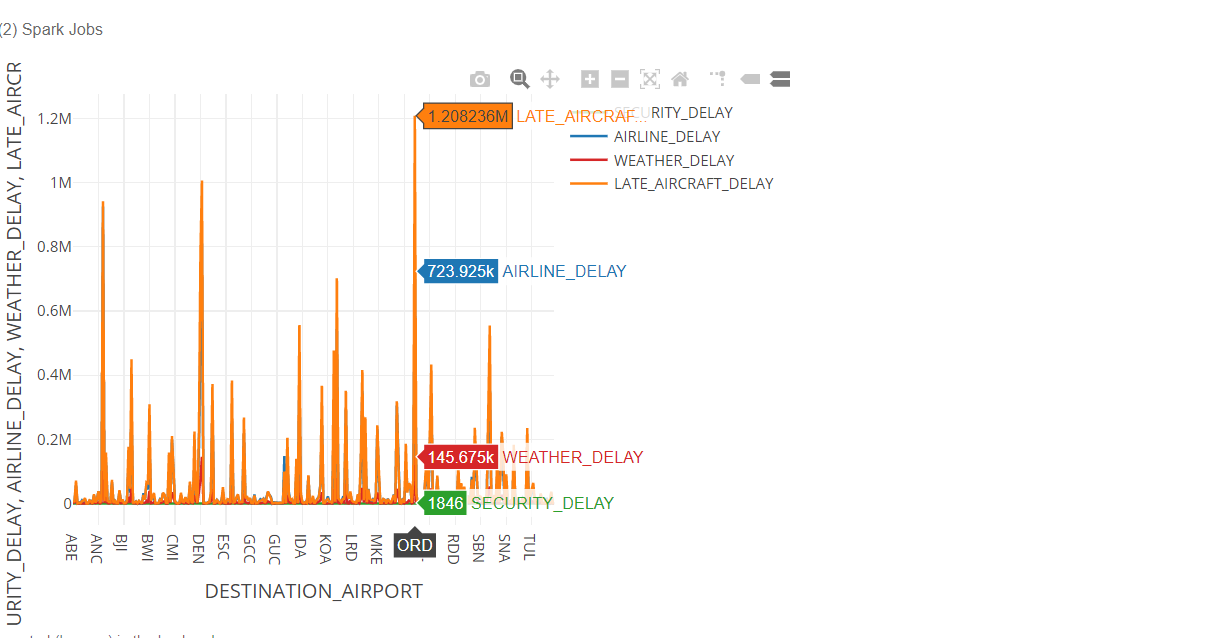 (2) Spark Jobs
URITY_DELAY, AIRLINE_DELAY, WEATHER_DELAY, LATE_AIRCR
1.2M
1M
0.8M
0.6M
0.4M
0.2M
0
1.208236M LATE_AIRCRAF...
SECURITY_DELAY
AIRLINE_DELAY
WEATHER_DELAY
LATE_AIRCRAFT_DELAY
723.925k AIRLINE_DELAY
145.675k WEATHER_DELAY
1846 SECURITY_DELAY
ABE ANC BJI BWI CMI DEN ESC GCC GUC IDA KOA LRD MKE ORD RDD SBN SNA TUL
DESTINATION_AIRPORT